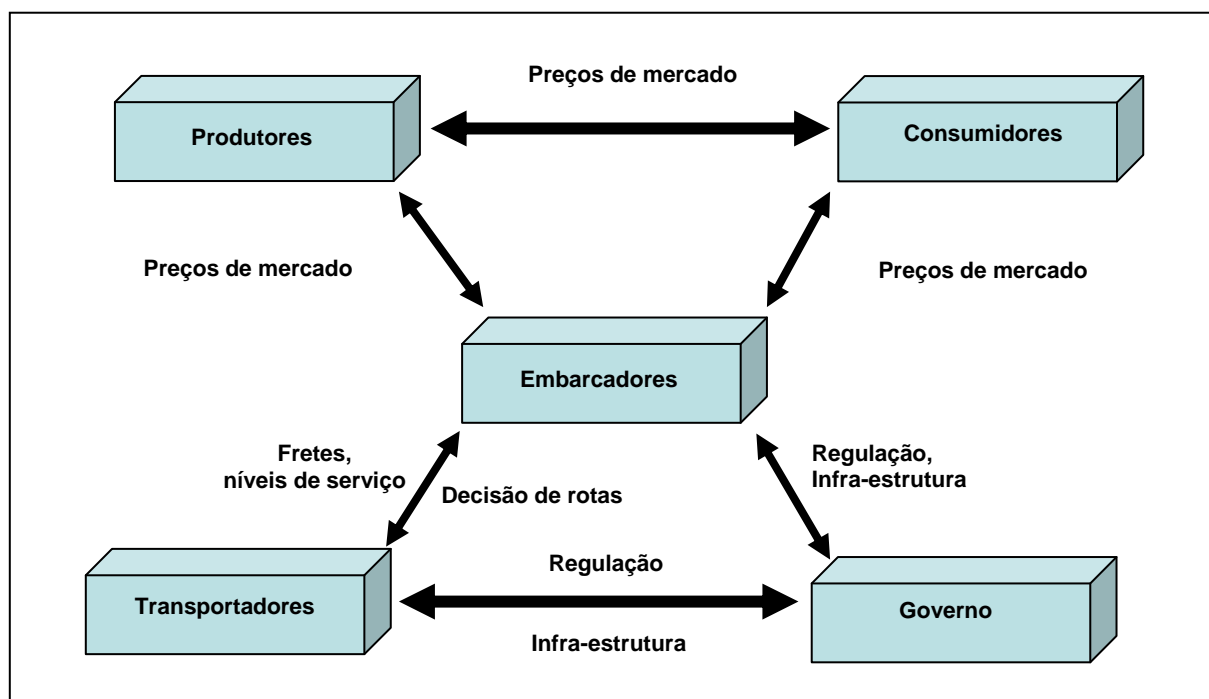 Preços de mercado
Produtores
Consumidores
Preços de mercado
Preços de mercado
Embarcadores
Fretes,
níveis de serviço
Decisão de rotas
Regulação,
Infra-estrutura
Regulação
Transportadores
Governo
Infra-estrutura